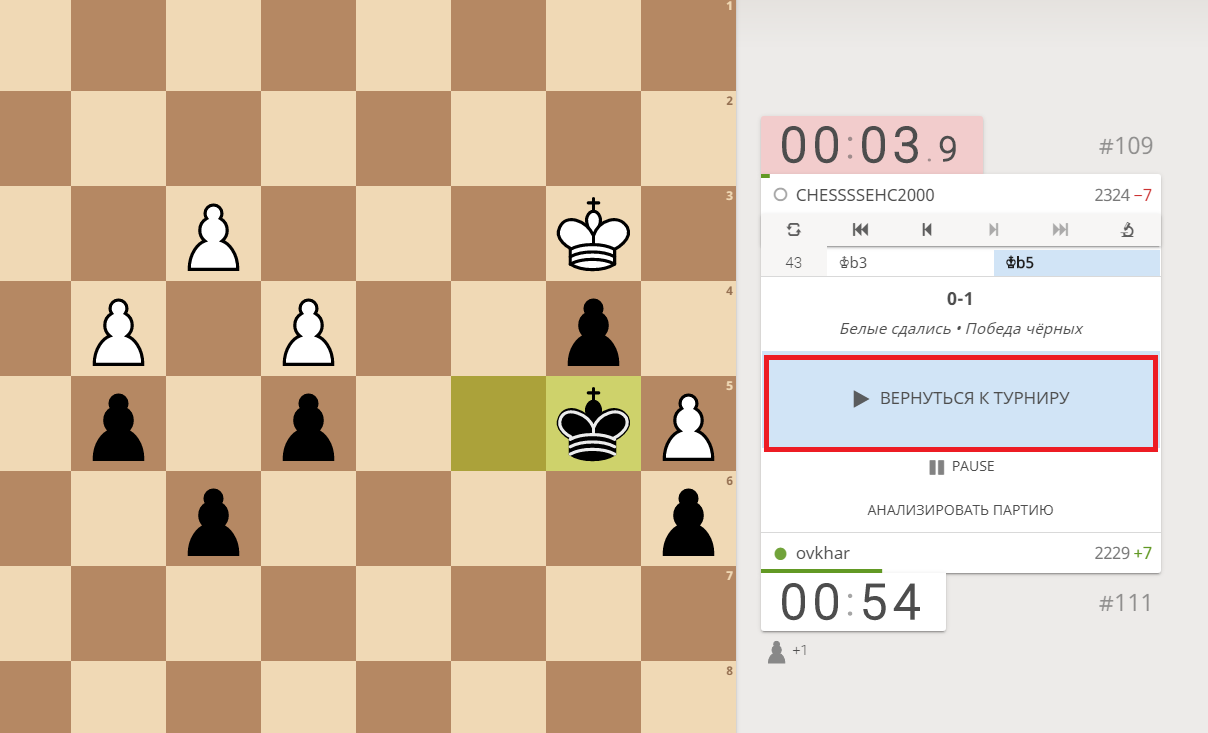 1
2
3
4
5
6
7
8
00:03.9
#109
CHESSSSEHC2000 2324 −7
43 ♔b3 ♚b5
0-1
Белые сдались • Победа чёрных
ВЕРНУТЬСЯ К ТУРНИРУ
PAUSE
АНАЛИЗИРОВАТЬ ПАРТИЮ
ovkhar 2229 +7
00:54
#111
+1